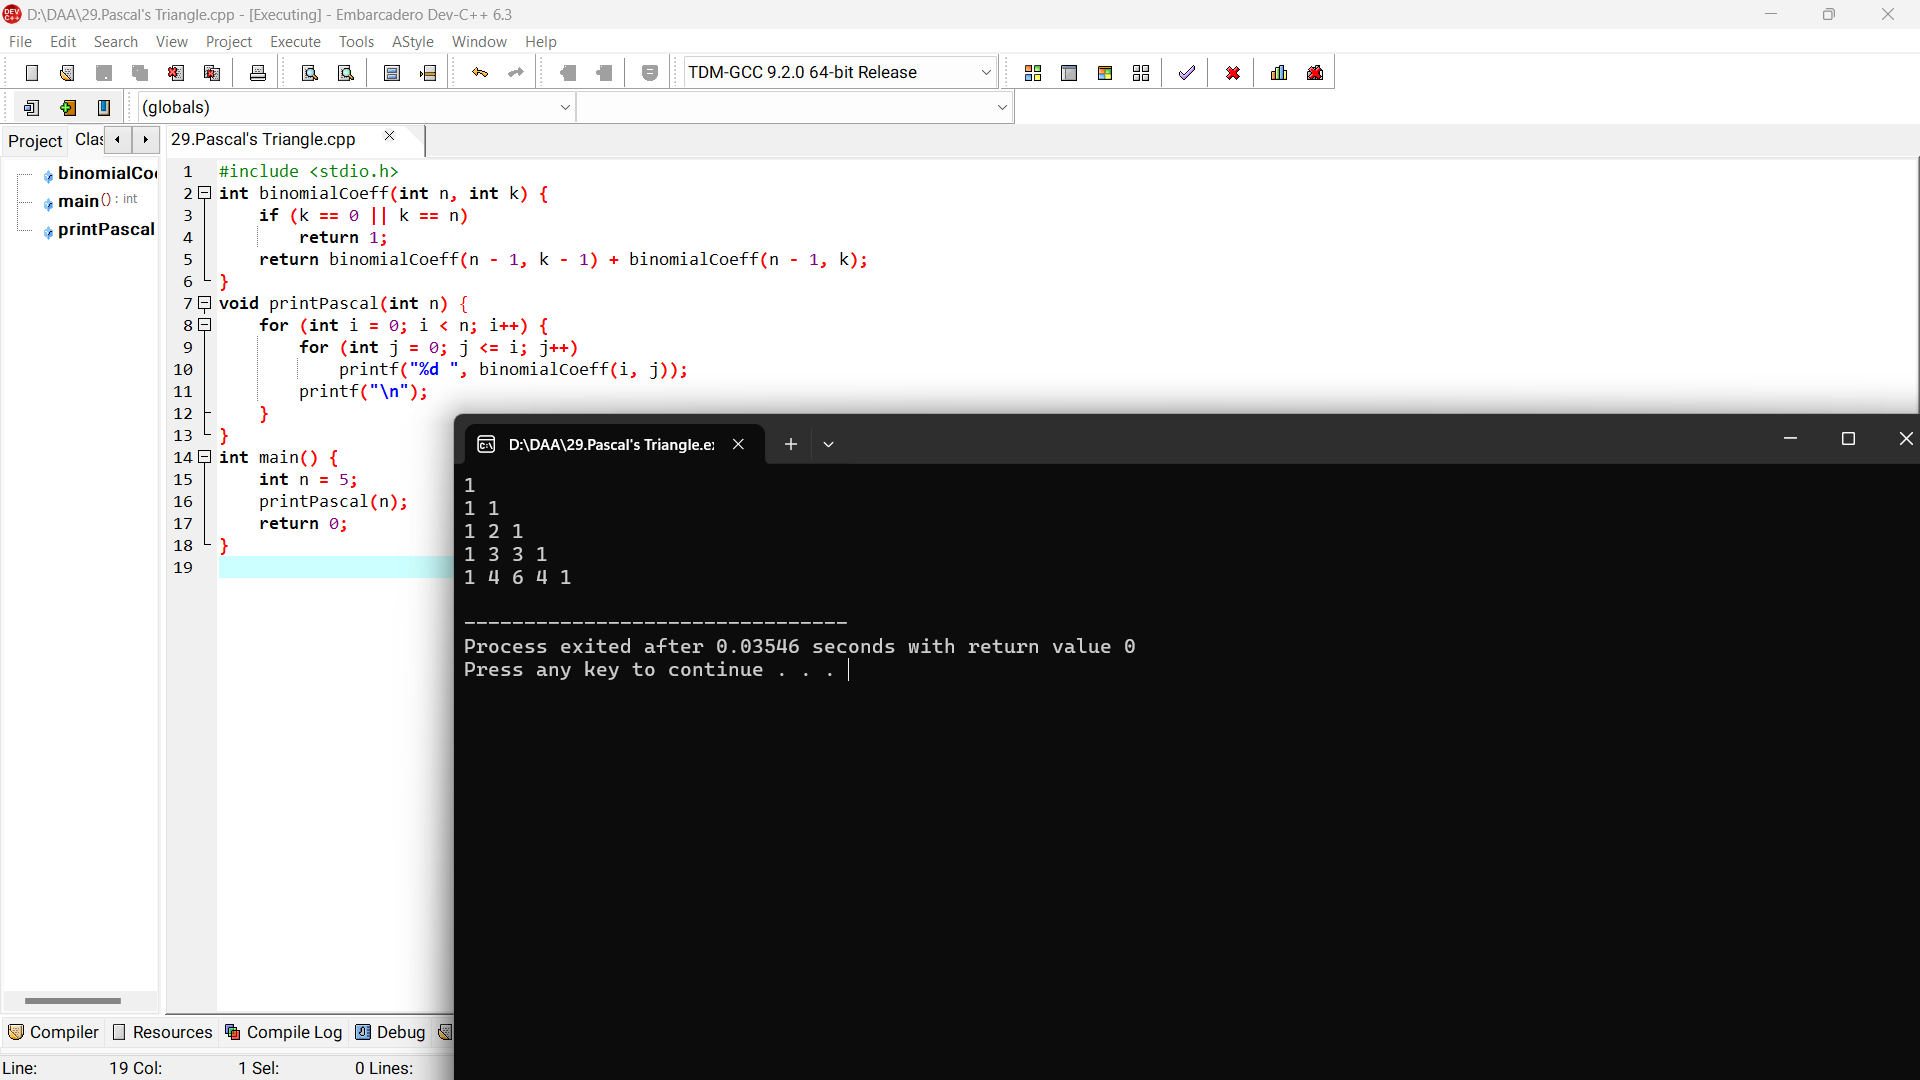 D:\DAA\29.Pascal's Triangle.cpp - [Executing] - Embarcadero Dev-C++ 6.3
File Edit Search View Project Execute Tools AStyle Window Help
TDM-GCC 9.2.0 64-bit Release
(globals)
Project Clas 29.Pascal's Triangle.cpp
binomialCoe
main() : int
printPascal
1 #include <stdio.h>
2 int binomialCoeff(int n, int k) {
3 if (k == 0 || k == n)
4 return 1;
5 return binomialCoeff(n - 1, k - 1) + binomialCoeff(n - 1, k);
6 }
7 void printPascal(int n) {
8 for (int i = 0; i < n; i++) {
9 for (int j = 0; j <= i; j++)
10 printf("%d ", binomialCoeff(i, j));
11 printf("\n");
12 }
13 }
14 int main() {
15 int n = 5;
16 printPascal(n);
17 return 0;
18 }
19
D:\DAA\29.Pascal's Triangle.e
1
1 1
1 2 1
1 3 3 1
1 4 6 4 1
--------------------------------
Process exited after 0.03546 seconds with return value 0
Press any key to continue . . .
Compiler Resources Compile Log Debug
Line: 19 Col: 1 Sel: 0 Lines: